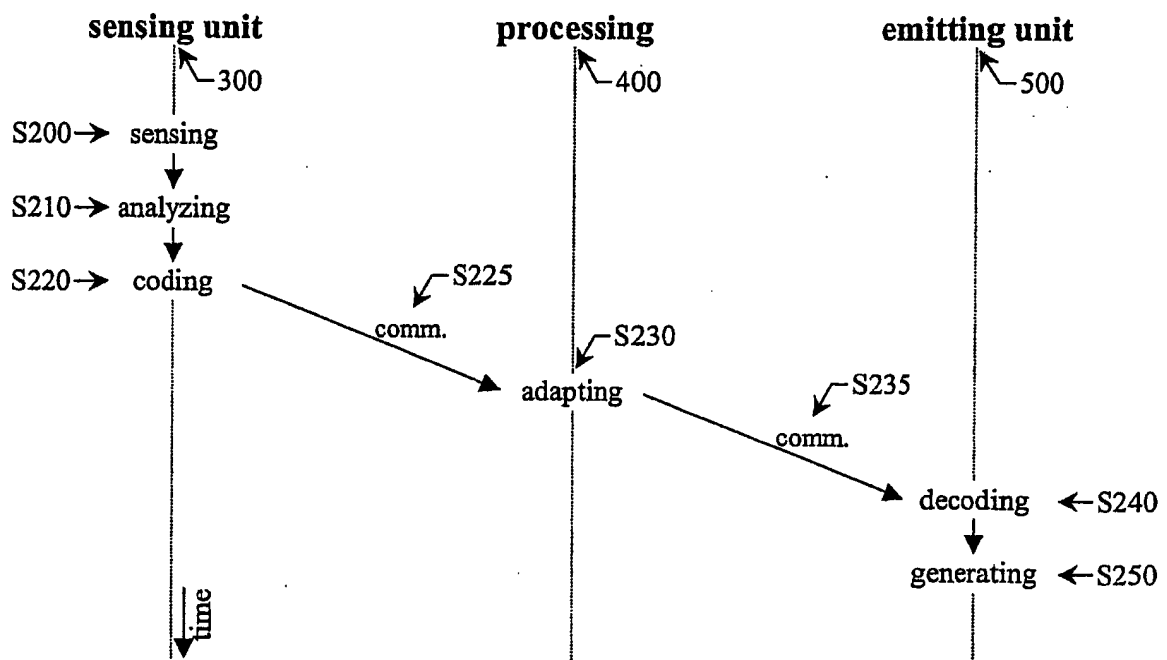 sensing unit
processing
emitting unit
300
400
500
S200
sensing
S210
analyzing
S220
coding
S225
comm.
S230
adapting
S235
comm.
decoding
S240
generating
S250
time